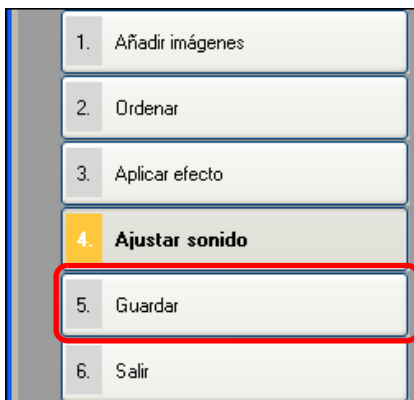 1. Añadir imágenes
2. Ordenar
3. Aplicar efecto
4. Ajustar sonido
5. Guardar
6. Salir